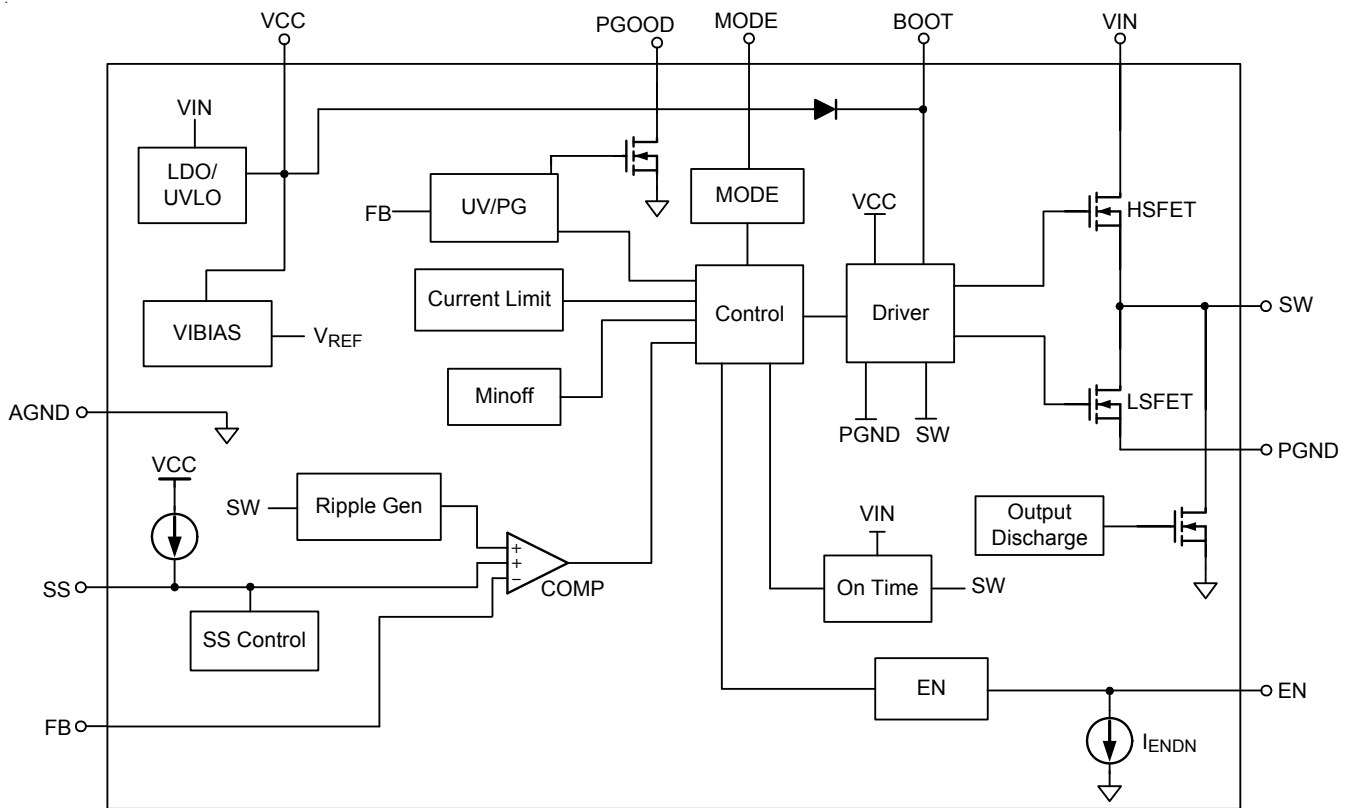 VCC
PGOOD
MODE
BOOT
VIN
VIN
LDO/
UVLO
FB
UV/PG
MODE
VCC
HSFET
Current Limit
Control
Driver
SW
VIBIAS
VREF
Minoff
LSFET
AGND
PGND
SW
PGND
VCC
SW
Ripple Gen
VIN
Output
Discharge
+
+
−
COMP
SS
On Time
SW
SS Control
EN
EN
FB
IENDN